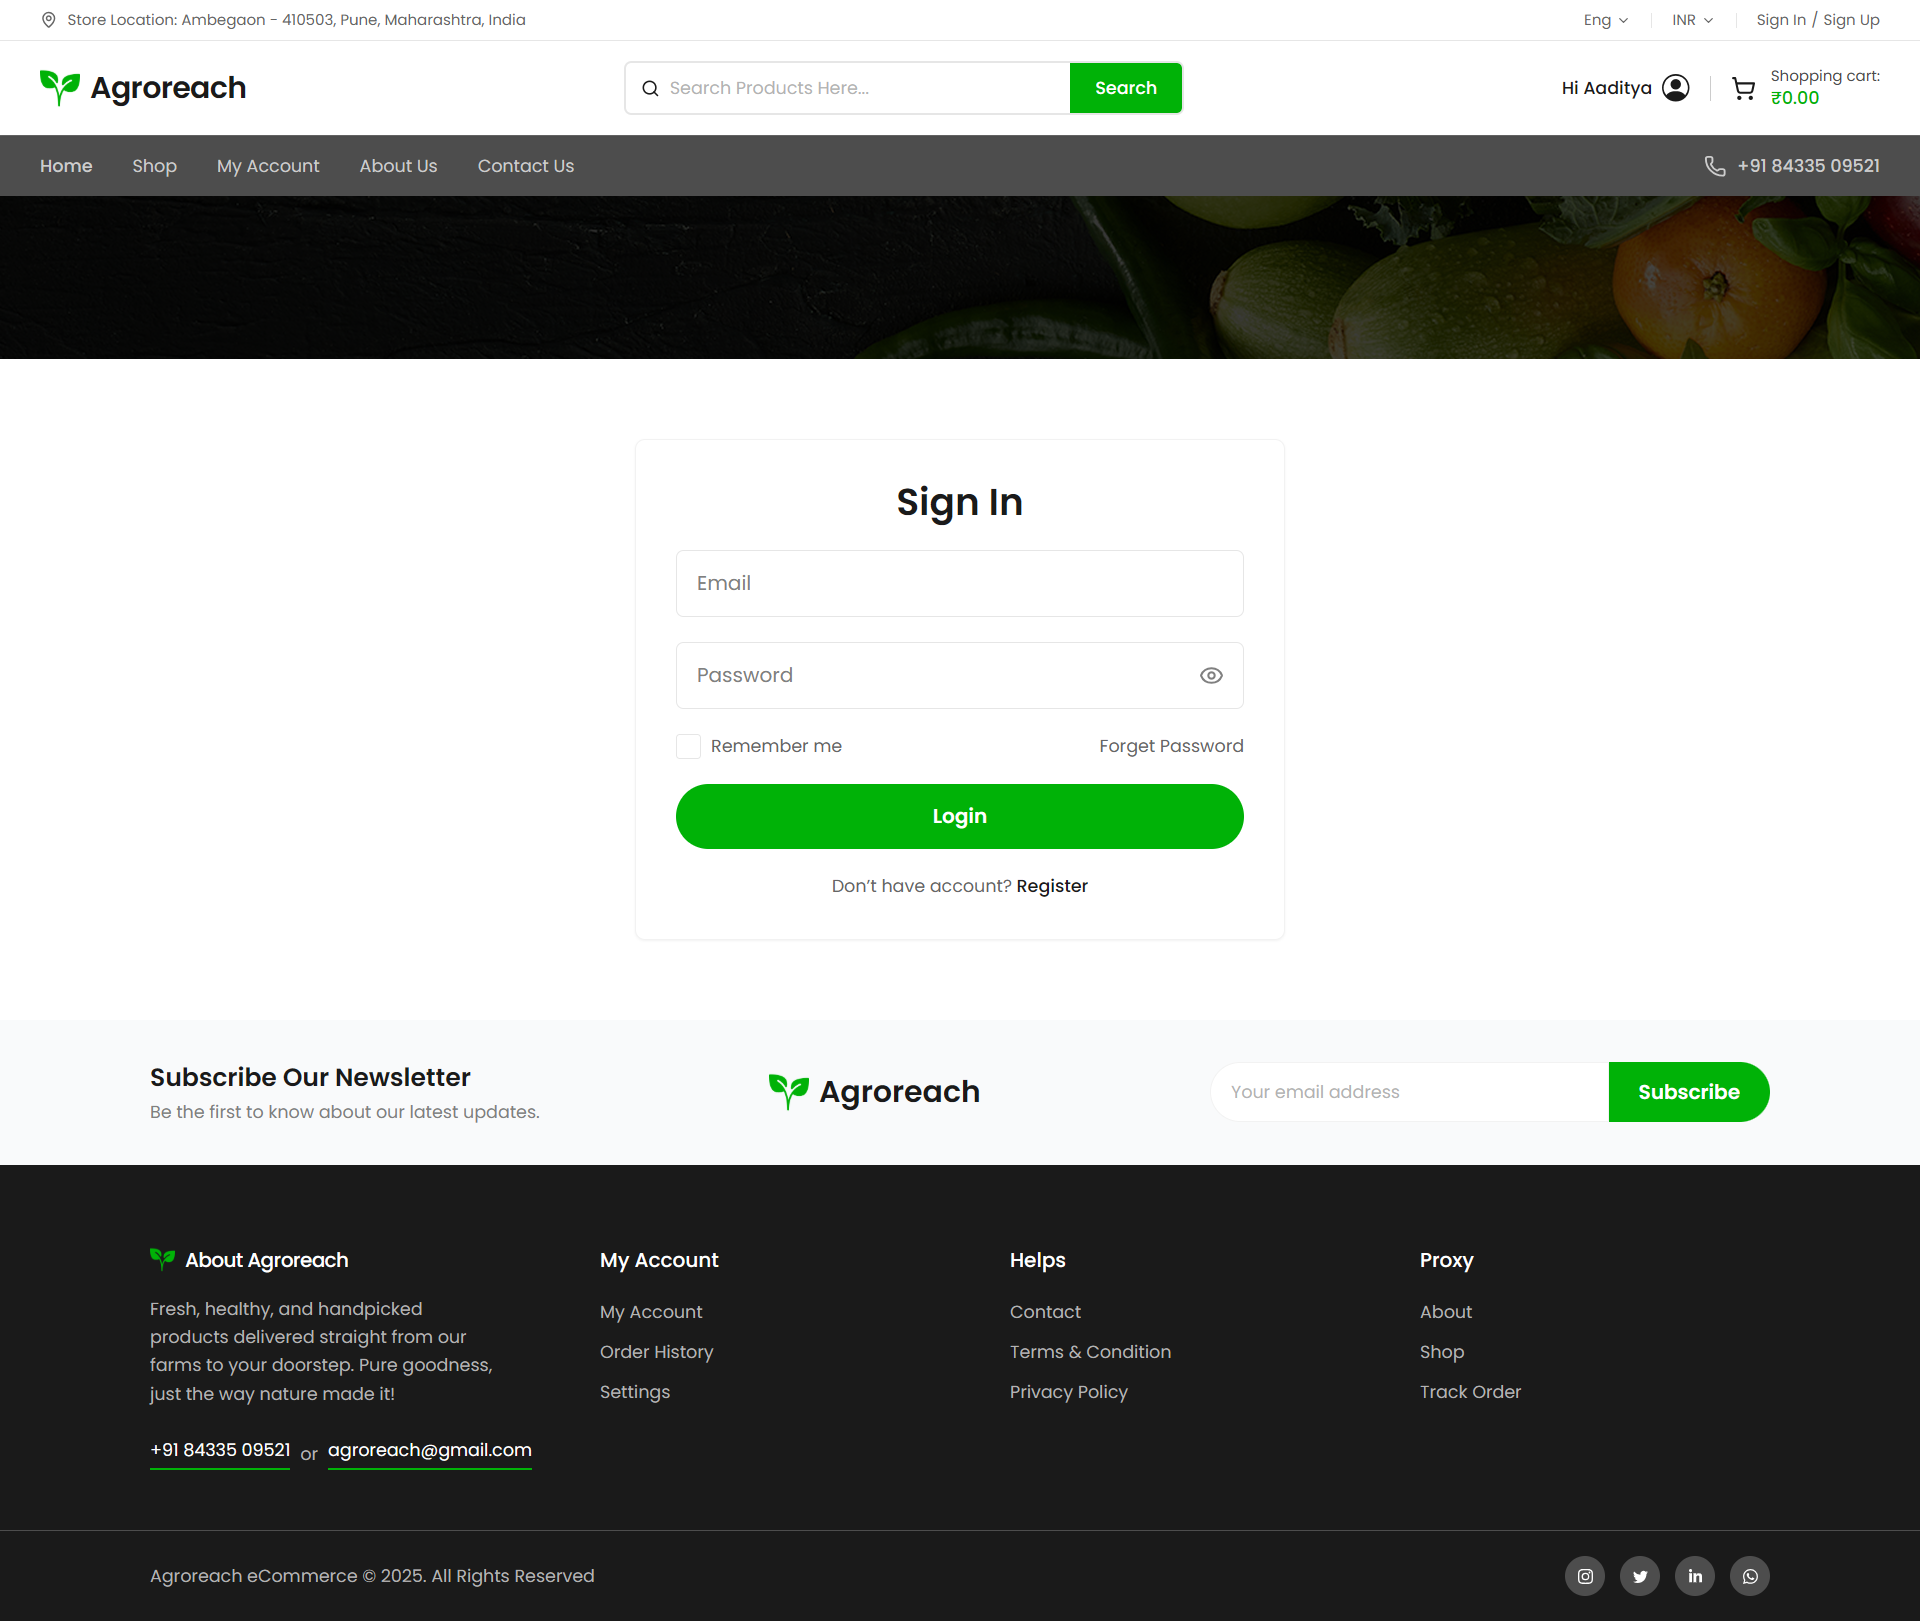 Store Location: Ambegaon - 410503, Pune, Maharashtra, India
Eng
INR
Sign In / Sign Up
Agroreach
Search Products Here...
Search
Hi Aaditya
Shopping cart:
₹0.00
Home
Shop
My Account
About Us
Contact Us
+91 84335 09521
Sign In
Email
Password
Remember me
Forget Password
Login
Don’t have account? Register
Subscribe Our Newsletter
Be the first to know about our latest updates.
Agroreach
Your email address
Subscribe
About Agroreach
Fresh, healthy, and handpicked
products delivered straight from our
farms to your doorstep. Pure goodness,
just the way nature made it!
+91 84335 09521 or agroreach@gmail.com
My Account
My Account
Order History
Settings
Helps
Contact
Terms & Condition
Privacy Policy
Proxy
About
Shop
Track Order
Agroreach eCommerce © 2025. All Rights Reserved